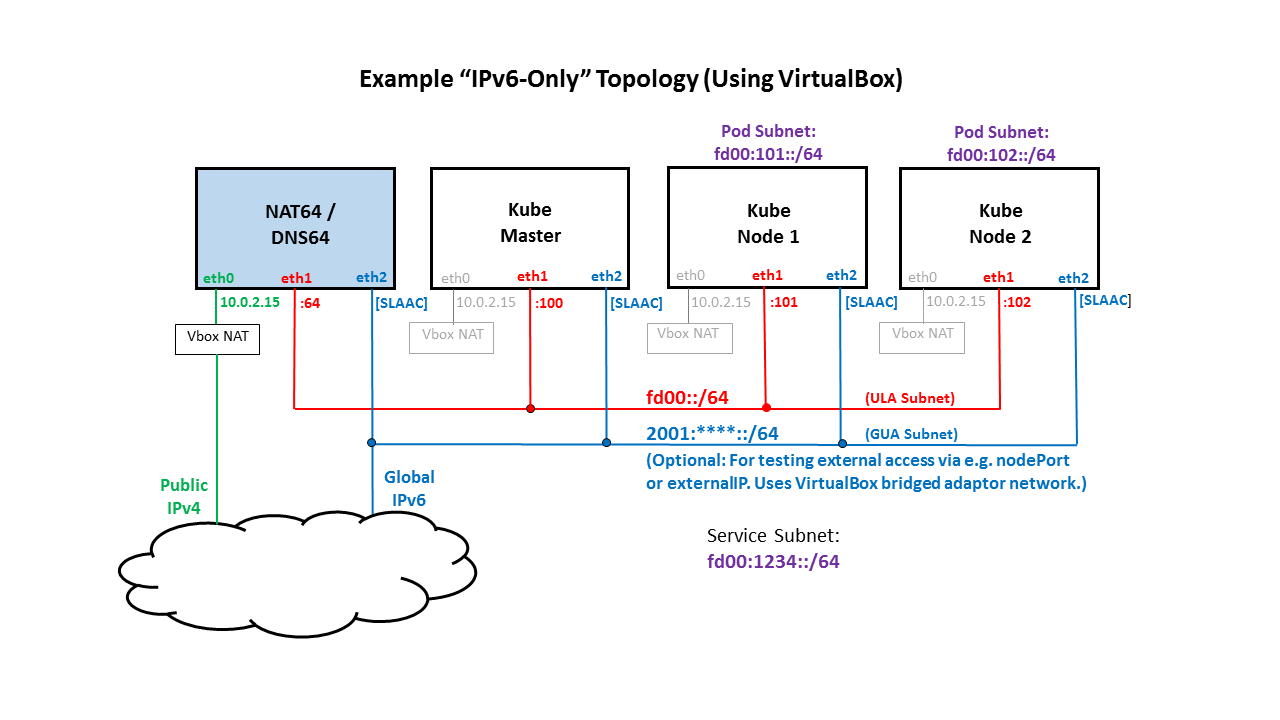 Example “IPv6-Only” Topology (Using VirtualBox)
Pod Subnet:
fd00:101::/64
Pod Subnet:
fd00:102::/64
NAT64 /
DNS64
eth0 eth1 eth2
10.0.2.15 :64 [SLAAC]
Vbox NAT
Kube
Master
eth0 eth1 eth2
10.0.2.15 :100 [SLAAC]
Vbox NAT
Kube
Node 1
eth0 eth1 eth2
10.0.2.15 :101 [SLAAC]
Vbox NAT
Kube
Node 2
eth0 eth1 eth2
10.0.2.15 :102 [SLAAC]
Vbox NAT
fd00::/64 (ULA Subnet)
2001:****::/64 (GUA Subnet)
(Optional: For testing external access via e.g. nodePort
or externalIP. Uses VirtualBox bridged adaptor network.)
Public
IPv4
Global
IPv6
Service Subnet:
fd00:1234::/64